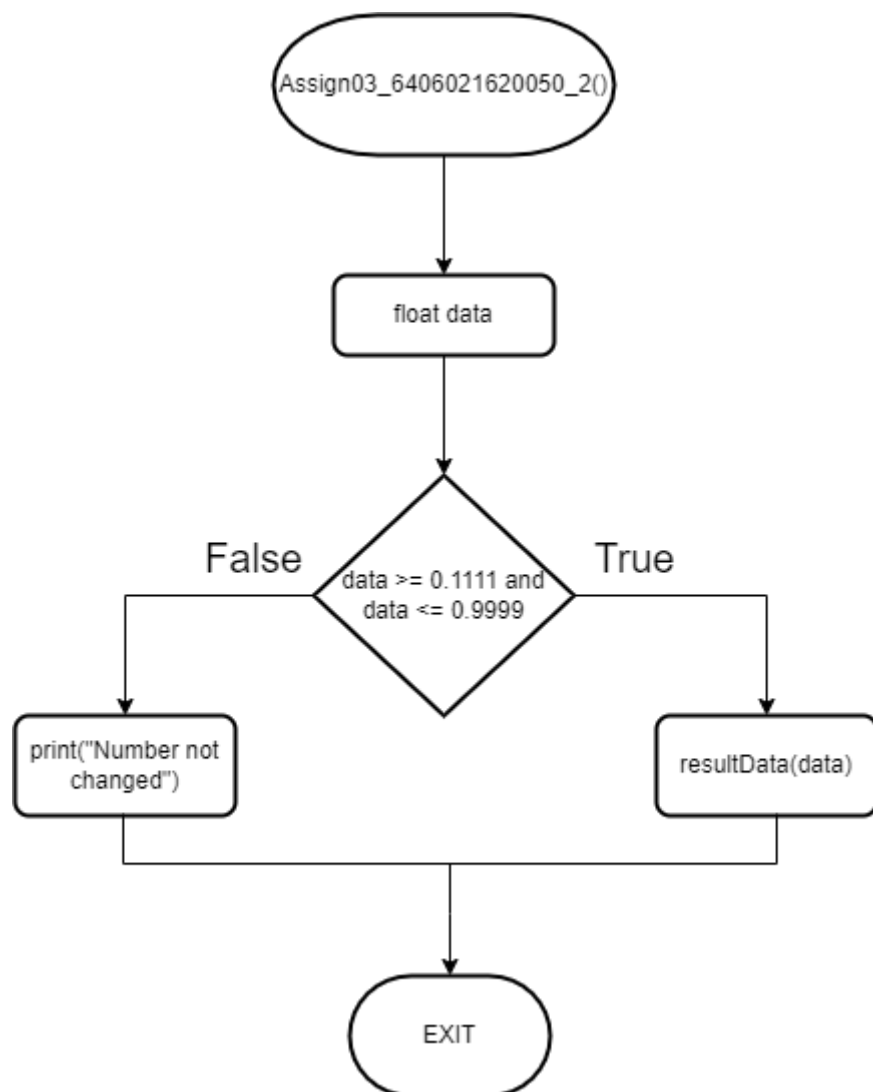 Assign03_6406021620050_2()
float data
False
True
data >= 0.1111 and
data <= 0.9999
print("Number not
changed")
resultData(data)
EXIT